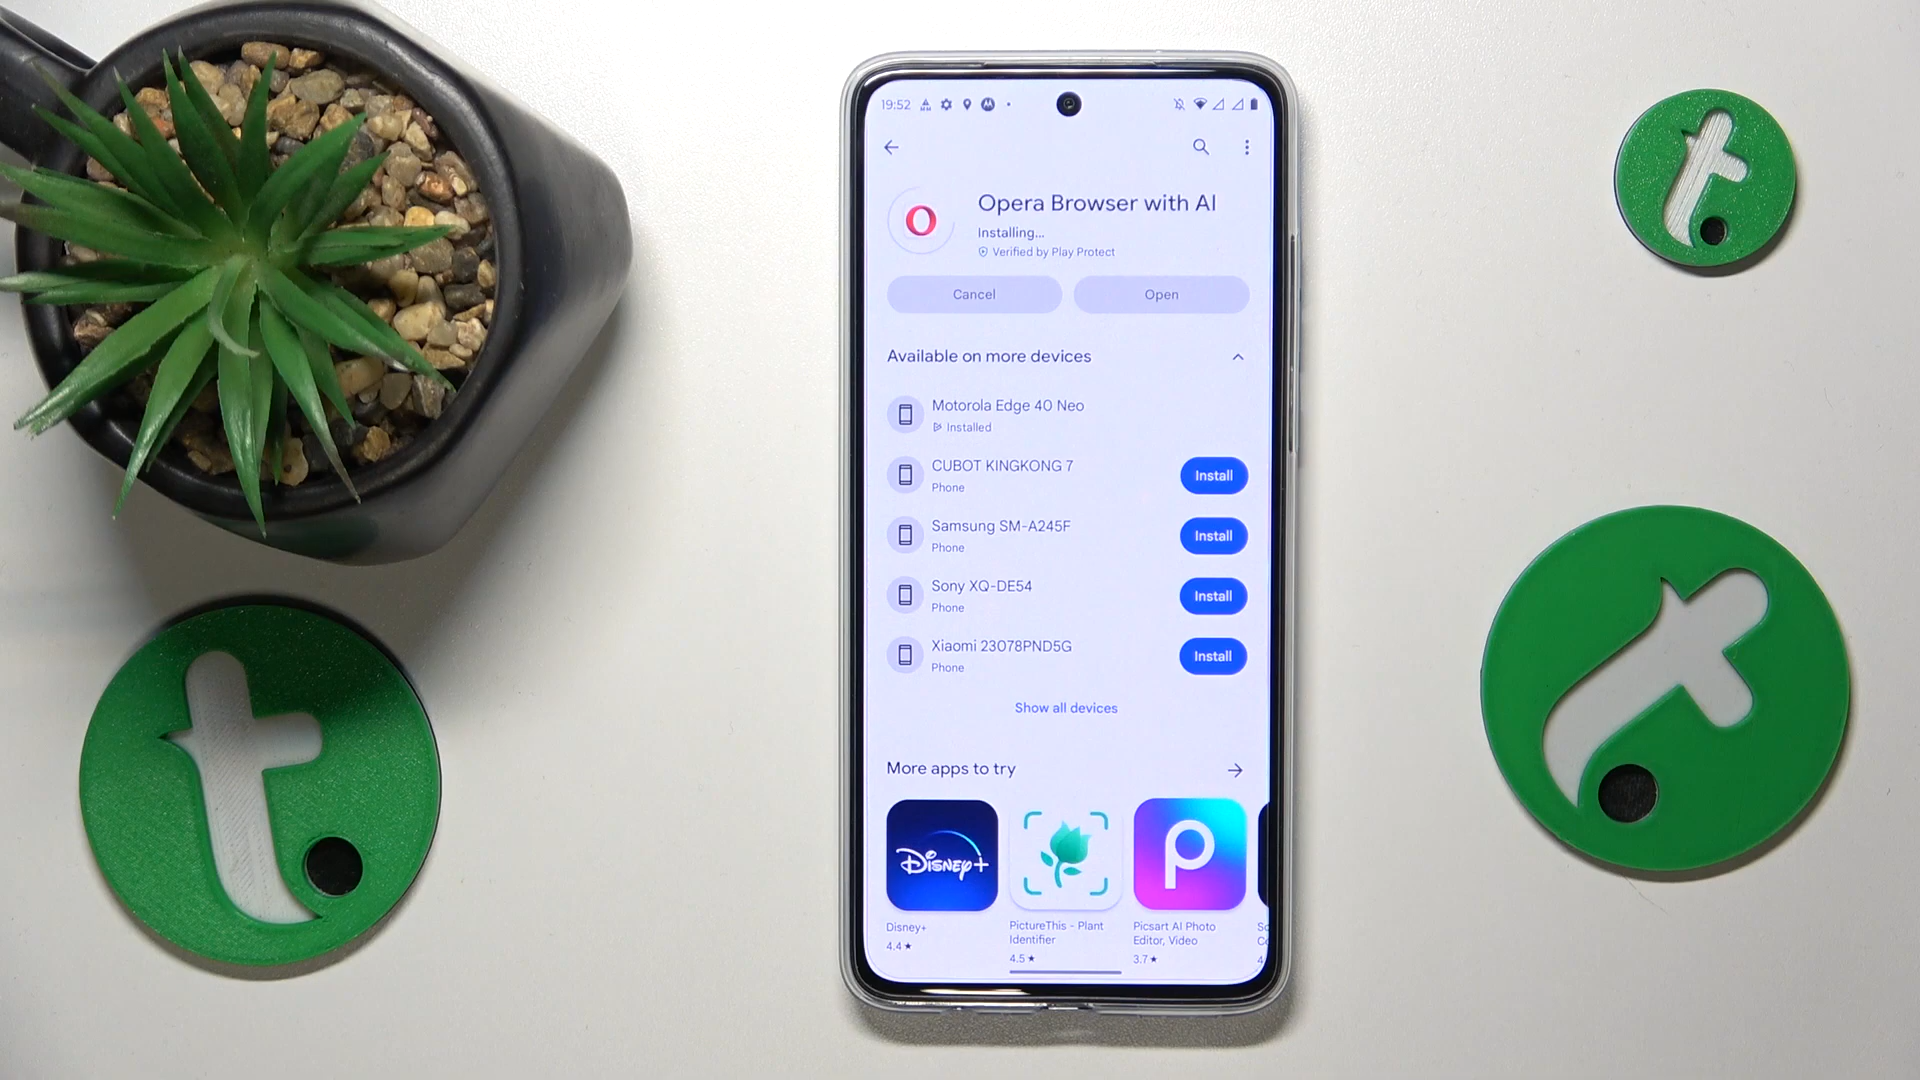 19:52
Opera Browser with AI
Installing...
Verified by Play Protect
Cancel Open
Available on more devices
Motorola Edge 40 Neo
Installed
CUBOT KINGKONG 7
Phone
Install
Samsung SM-A245F
Phone
Install
Sony XQ-DE54
Phone
Install
Xiaomi 23078PND5G
Phone
Install
Show all devices
More apps to try
Disney+
Disney+
4.4★
PictureThis - Plant
Identifier
4.5★
Picsart AI Photo
Editor, Video
3.7★